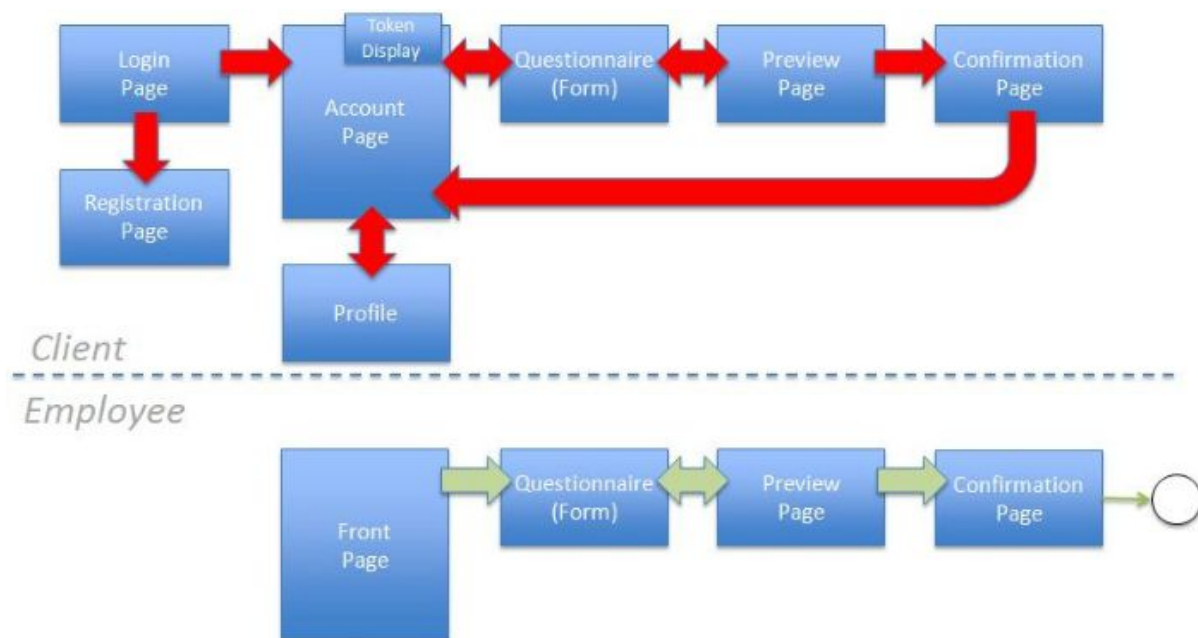 Token
Display
Login
Page
Account
Page
Questionnaire
(Form)
Preview
Page
Confirmation
Page
Registration
Page
Profile
Client
Employee
Front
Page
Questionnaire
(Form)
Preview
Page
Confirmation
Page